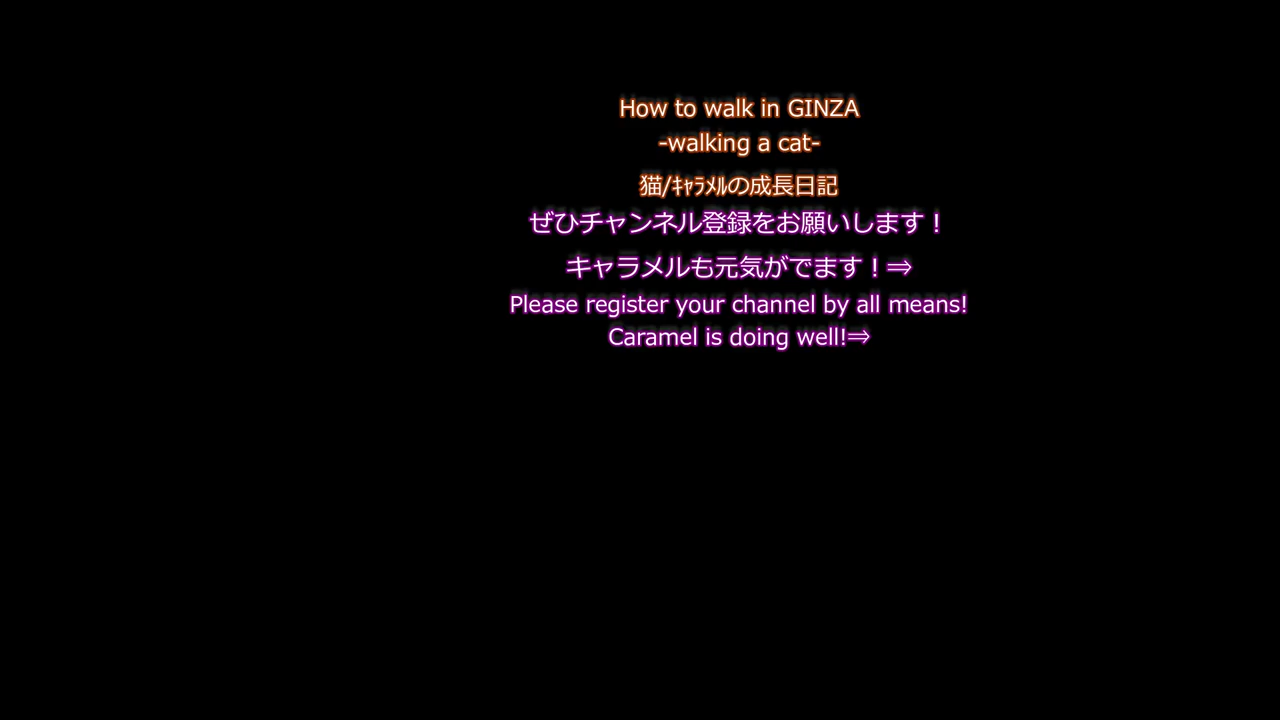 How to walk in GINZA
-walking a cat-
猫/ｷｬﾗﾒﾙの成長日記
ぜひチャンネル登録をお願いします！
キャラメルも元気がでます！⇒
Please register your channel by all means!
Caramel is doing well!⇒